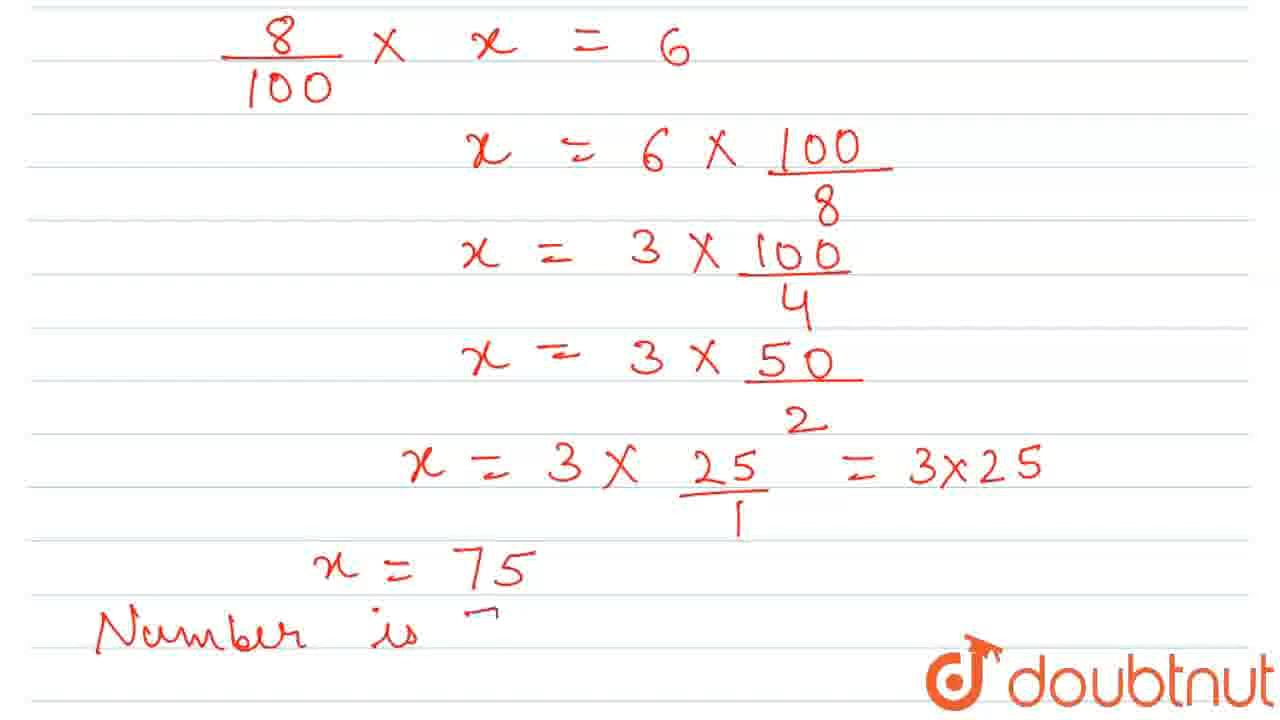 8/100 × x = 6
x = 6 × 100/8
x = 3 × 100/4
x = 3 × 50/2
x = 3 × 25/1 = 3×25
x = 75
Number is
doubtnut